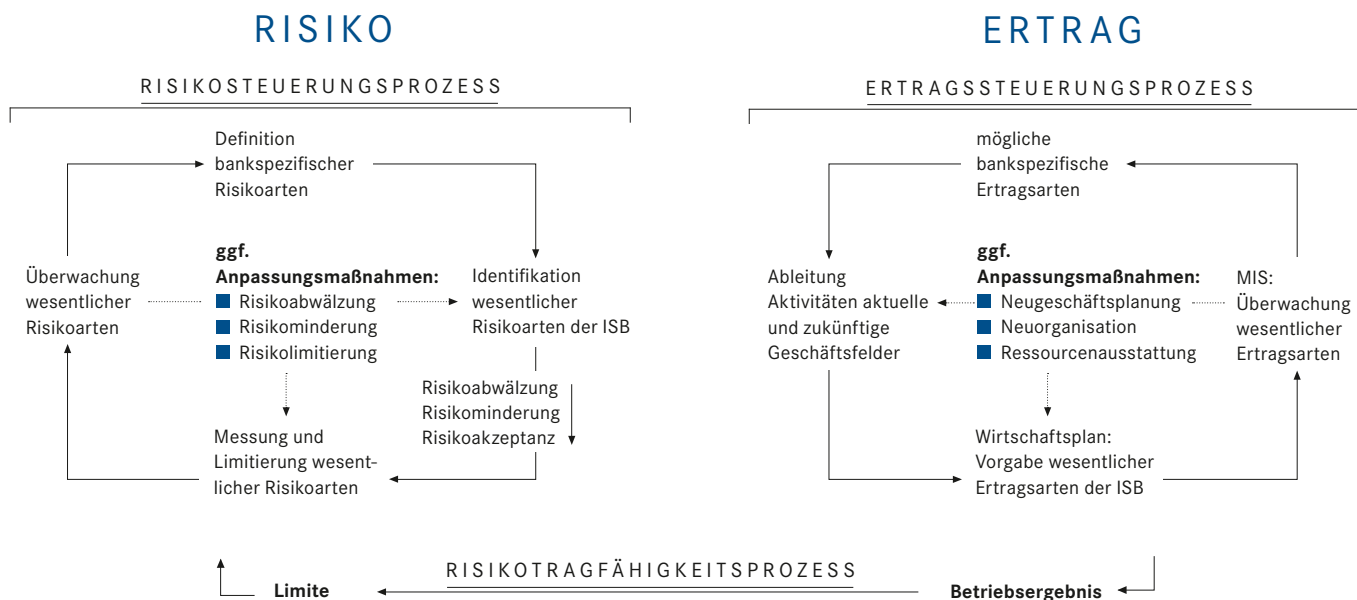 RISIKO
RISIKOSTEUERUNGSPROZESS
Definition
bankspezifischer
Risikoarten
Überwachung
wesentlicher
Risikoarten
ggf.
Anpassungsmaßnahmen:
Risikoabwälzung
Risikominderung
Risikolimitierung
Identifikation
wesentlicher
Risikoarten der ISB
Risikoabwälzung
Risikominderung
Risikoakzeptanz
Messung und
Limitierung wesent-
licher Risikoarten
ERTRAG
ERTRAGSSTEUERUNGSPROZESS
mögliche
bankspezifische
Ertragsarten
Ableitung
Aktivitäten aktuelle
und zukünftige
Geschäftsfelder
ggf.
Anpassungsmaßnahmen:
Neugeschäftsplanung
Neuorganisation
Ressourcenausstattung
MIS:
Überwachung
wesentlicher
Ertragsarten
Wirtschaftsplan:
Vorgabe wesentlicher
Ertragsarten der ISB
RISIKOTRAGFÄHIGKEITSPROZESS
Limite
Betriebsergebnis